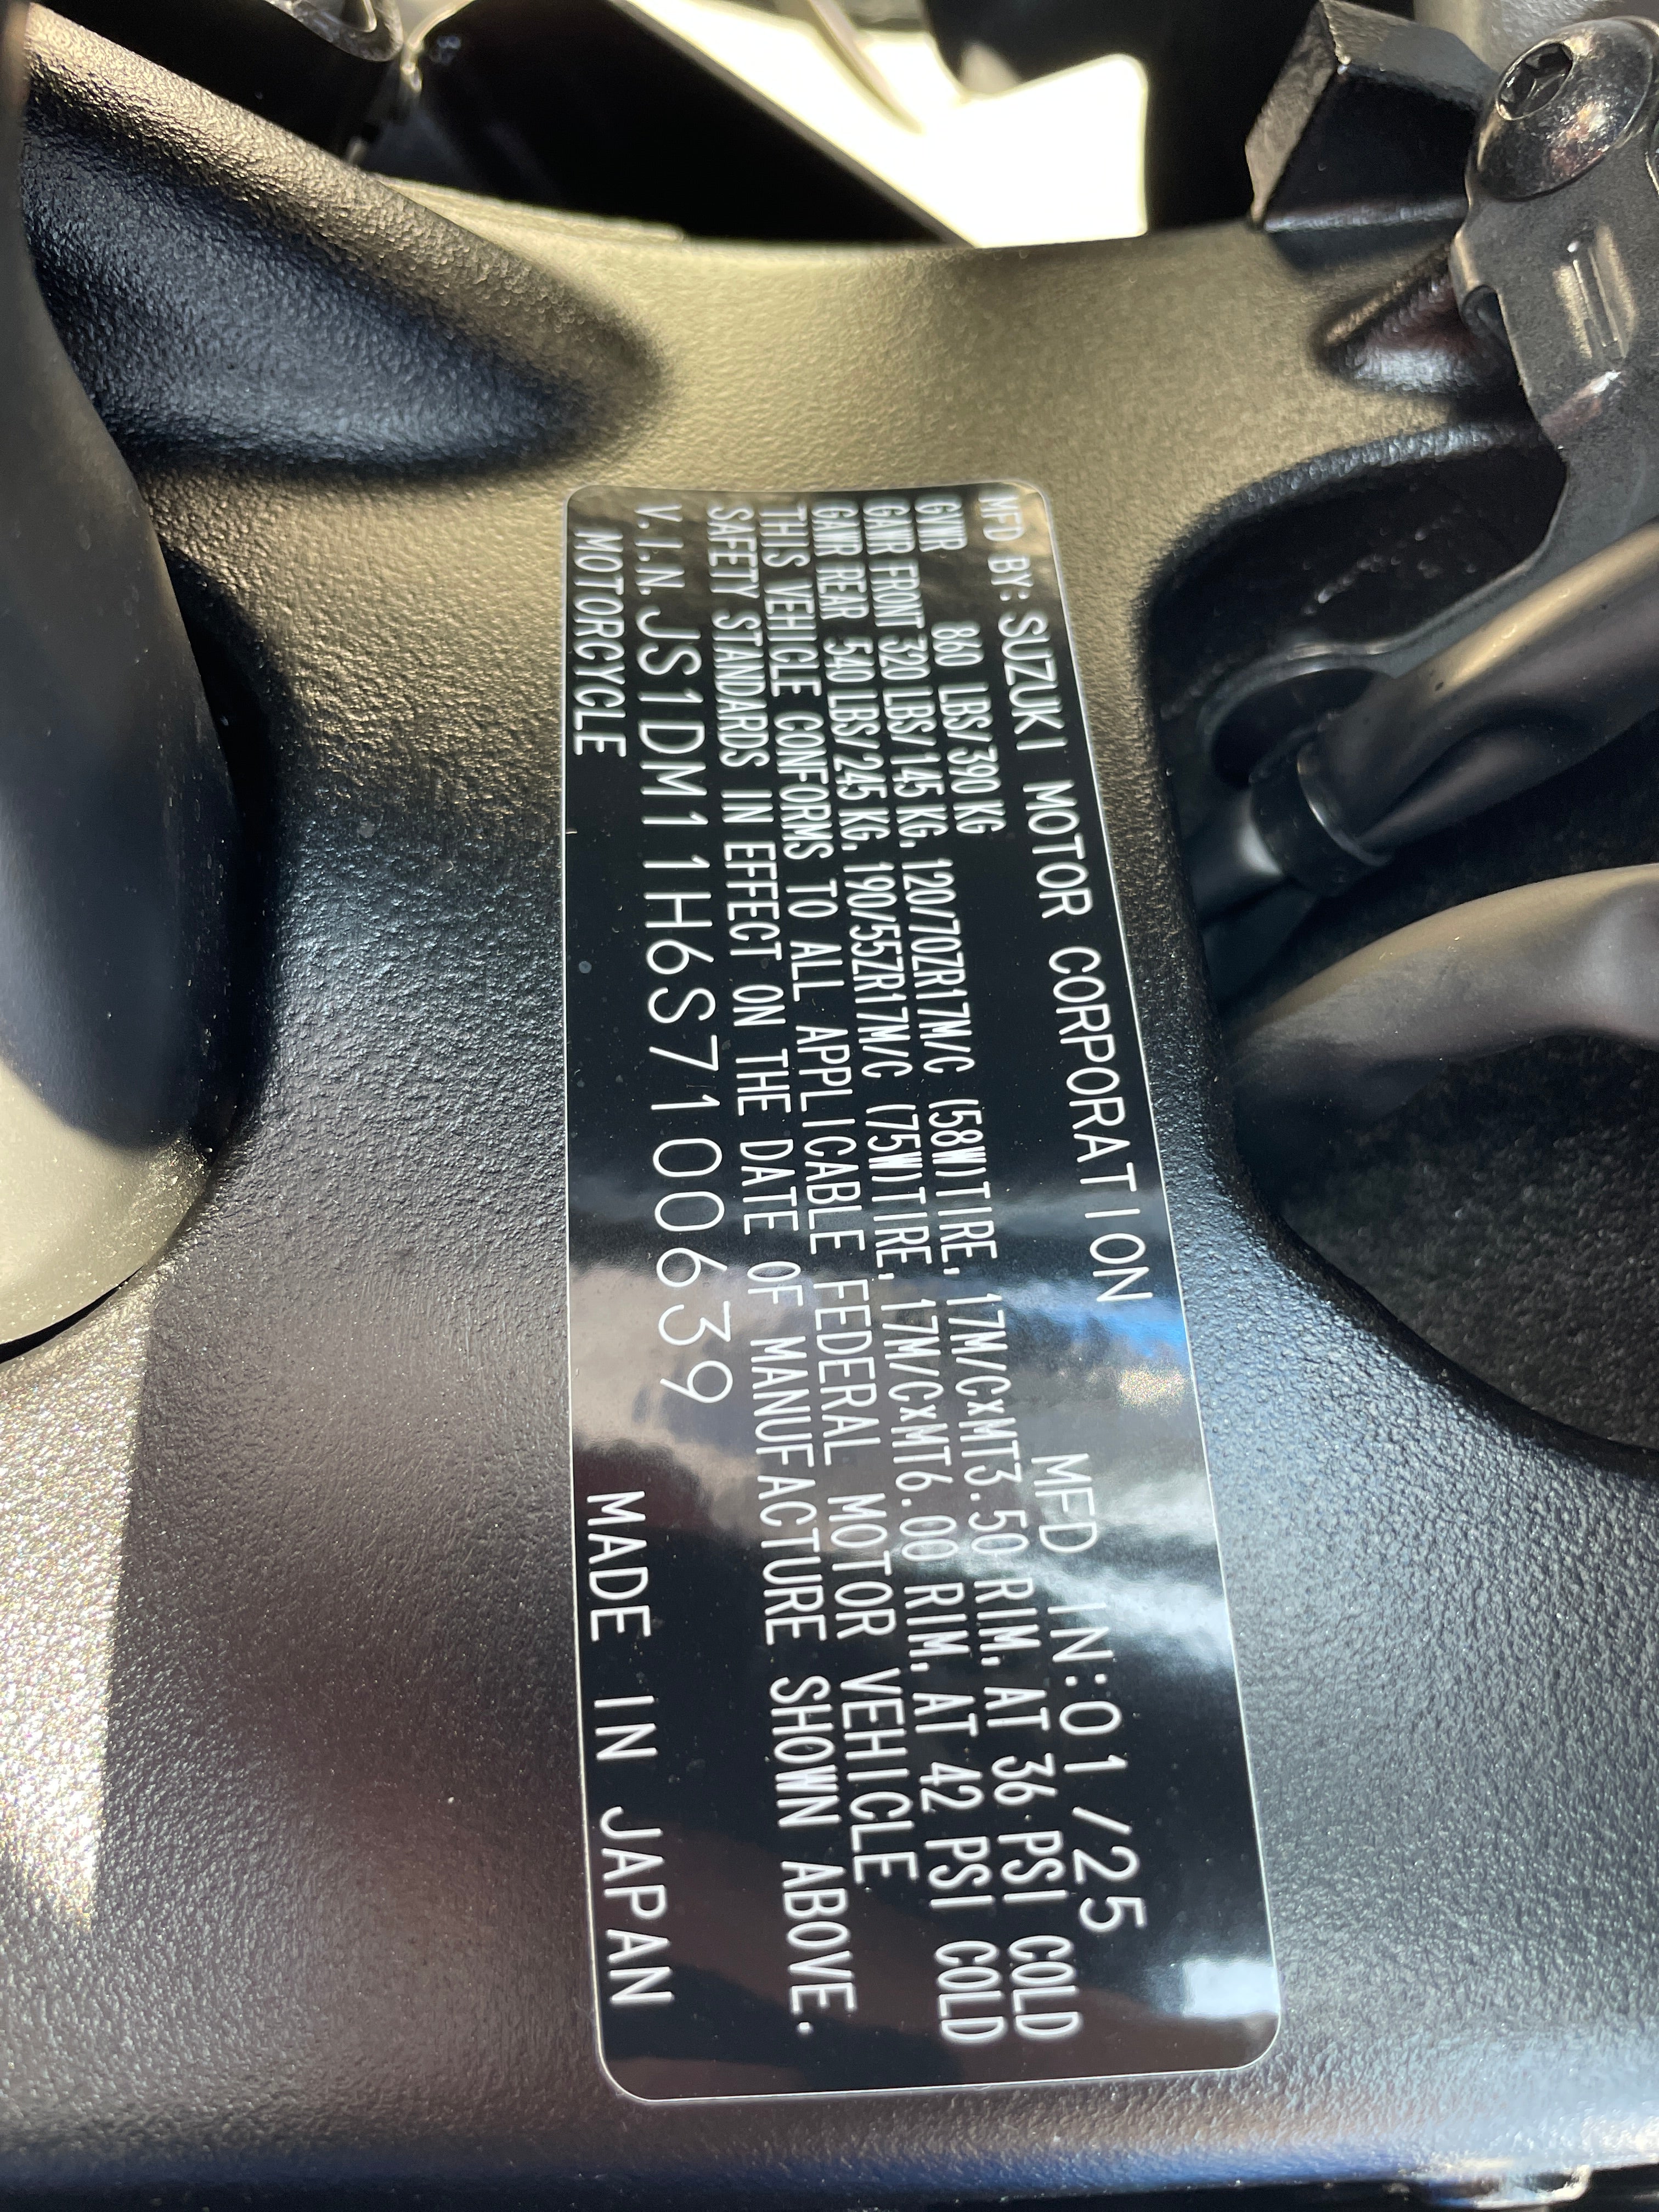 MFD BY: SUZUKI MOTOR CORPORATION MFD IN:01/25
GVWR 860 LBS/390 KG
GAWR FRONT 320 LBS/145 KG. 120/70ZR17M/C (58W)TIRE, 17M/CxMT3.50 RIM, AT 36 PSI COLD
GAWR REAR 540 LBS/245 KG. 190/55ZR17M/C (75W)TIRE, 17M/CxMT6.00 RIM, AT 42 PSI COLD
THIS VEHICLE CONFORMS TO ALL APPLICABLE FEDERAL MOTOR VEHICLE
SAFETY STANDARDS IN EFFECT ON THE DATE OF MANUFACTURE SHOWN ABOVE.
V.I.N. JS1DM11H6S7100639
MOTORCYCLE MADE IN JAPAN